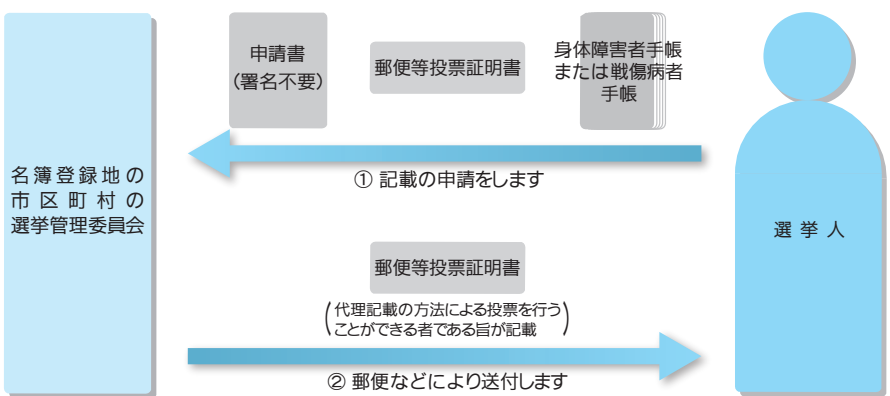 申請書
(署名不要)
郵便等投票証明書
身体障害者手帳
または戦傷病者
手帳
① 記載の申請をします
名簿登録地の
市区町村の
選挙管理委員会
選挙人
郵便等投票証明書
(代理記載の方法による投票を行う
ことができる者である旨が記載)
② 郵便などにより送付します